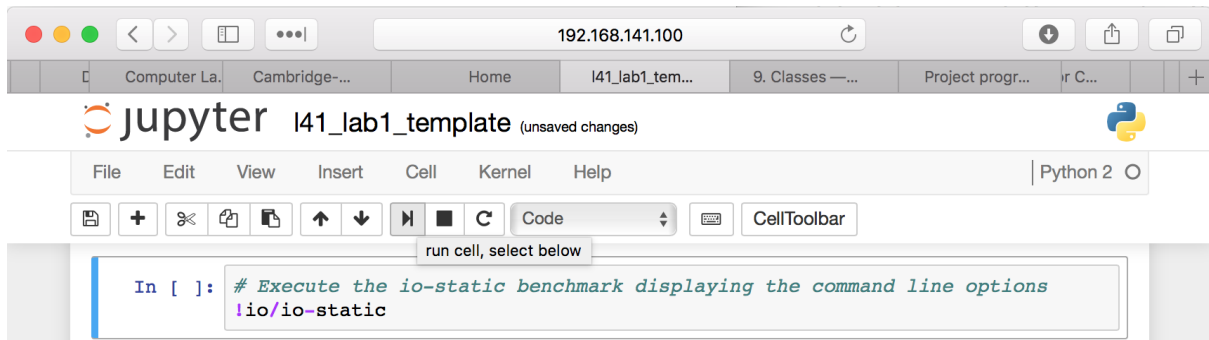 192.168.141.100
Computer La. Cambridge-... Home l41_lab1_tem... 9. Classes —... Project progr... r C...
jupyter l41_lab1_template (unsaved changes)
File Edit View Insert Cell Kernel Help Python 2
Code CellToolbar
run cell, select below
In [ ]: # Execute the io-static benchmark displaying the command line options
!io/io-static